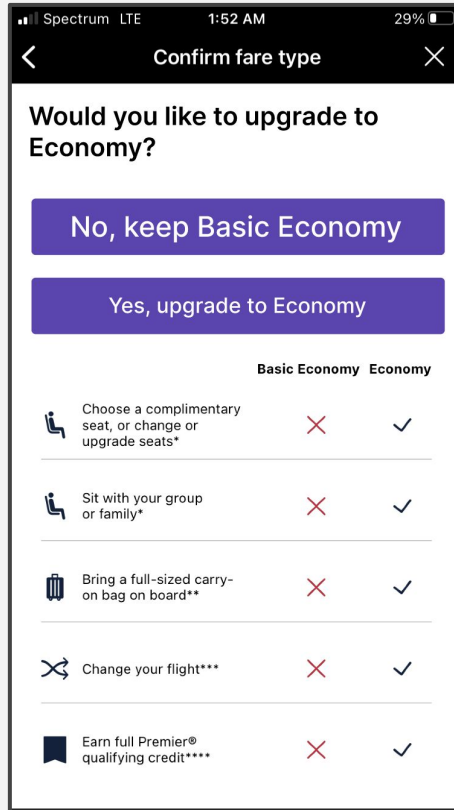 Spectrum LTE 1:52 AM 29%
Confirm fare type
Would you like to upgrade to
Economy?
No, keep Basic Economy
Yes, upgrade to Economy
Basic Economy Economy
Choose a complimentary
seat, or change or
upgrade seats*
Sit with your group
or family*
Bring a full-sized carry-
on bag on board**
Change your flight***
Earn full Premier®
qualifying credit****